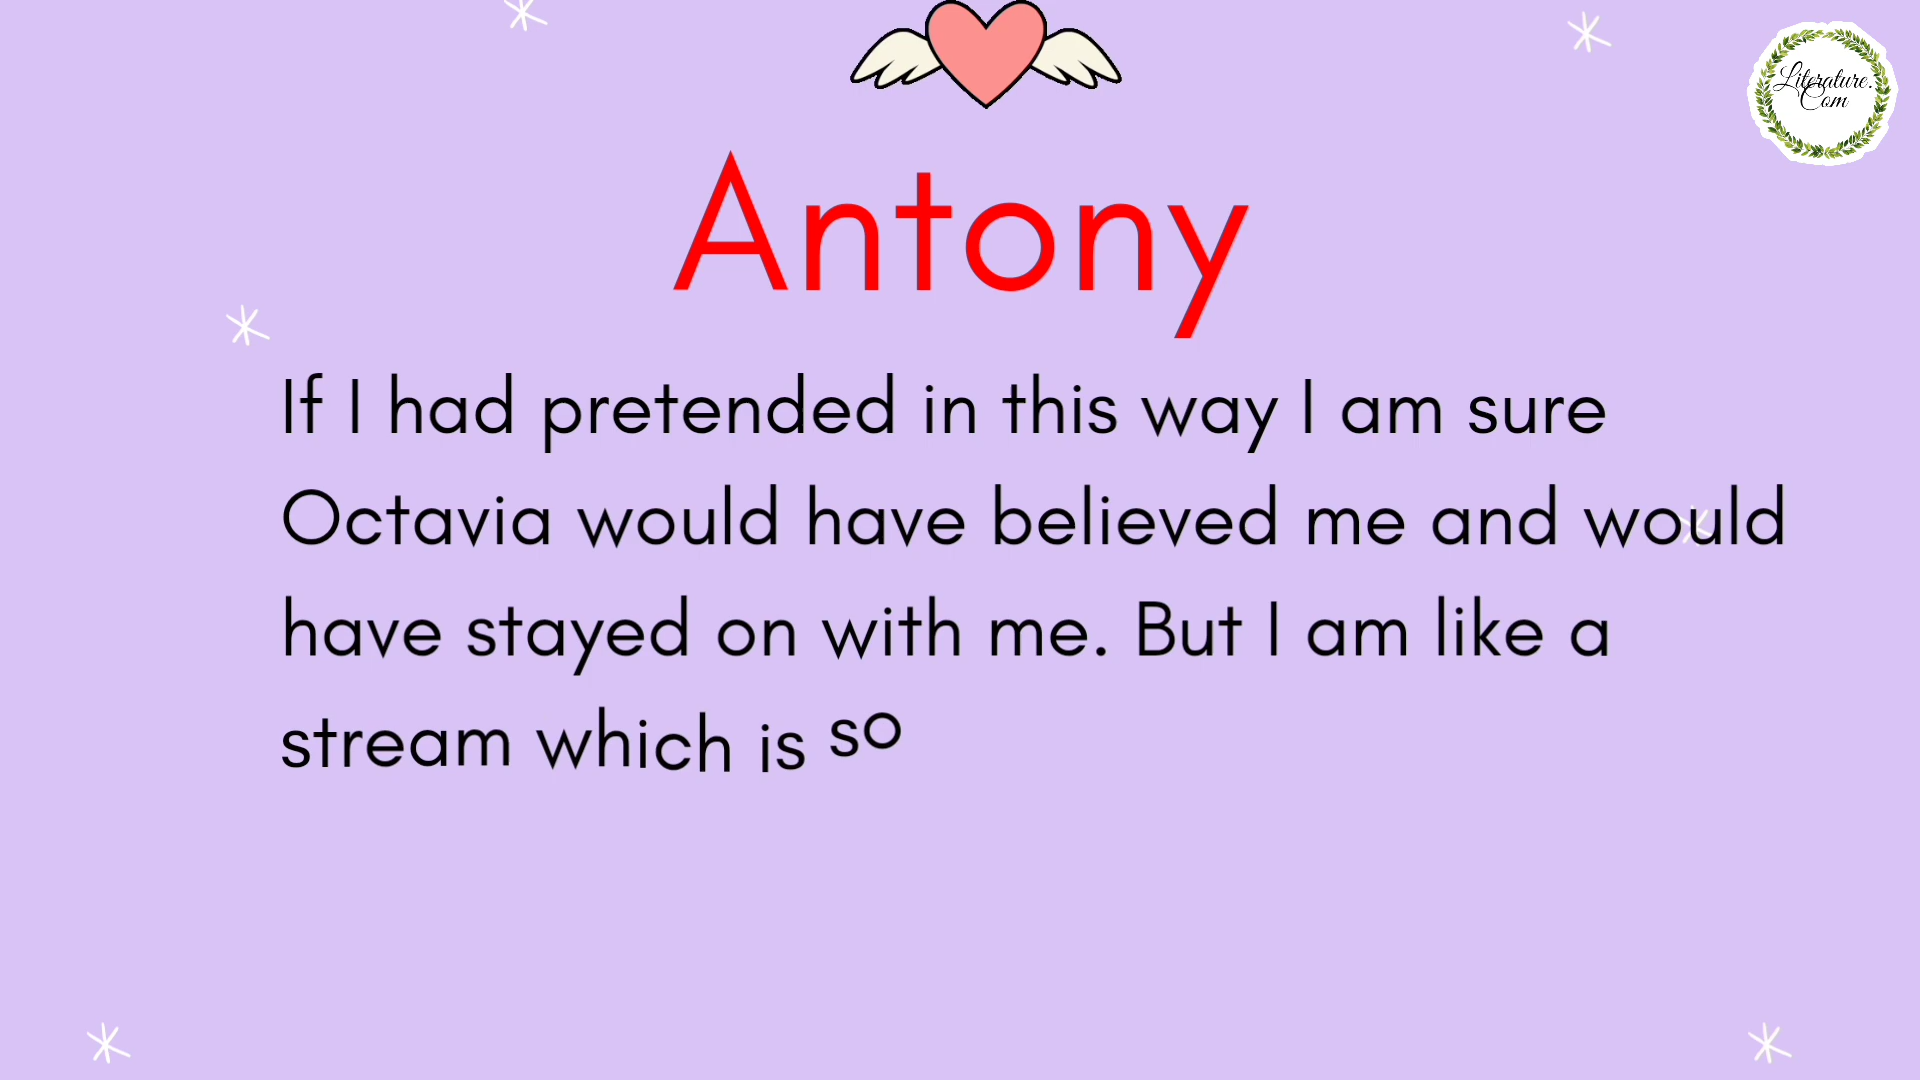 Literature.
Com
Antony
If I had pretended in this way I am sure
Octavia would have believed me and would
have stayed on with me. But I am like a
stream which is so